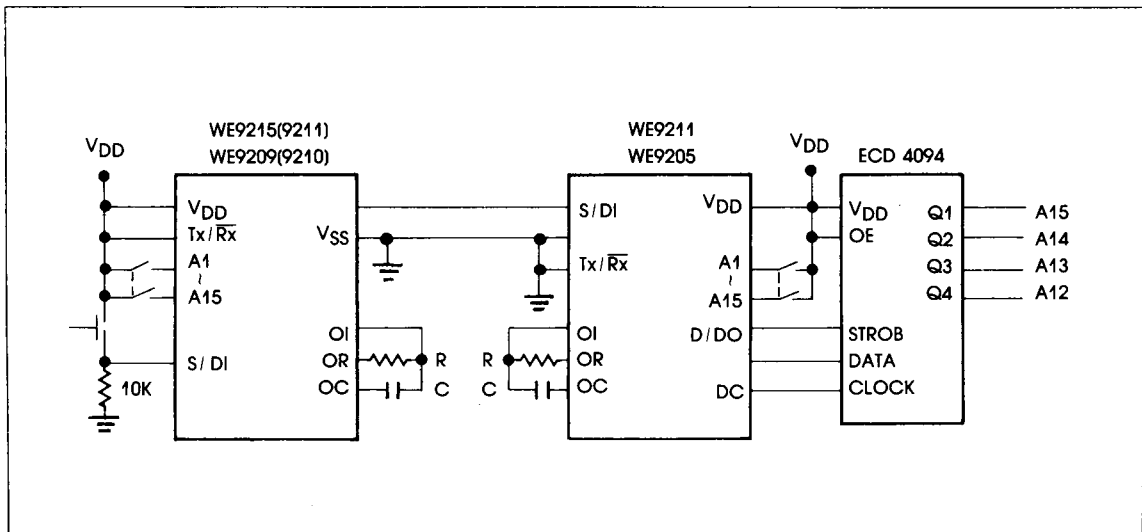 WE9215(9211)
WE9209(9210)
VDD
VDD
Tx/Rx
A1
~
A15
S/DI
10K
VSS
OI
OR
OC
R
C
WE9211
WE9205
S/DI
Tx/Rx
OI
OR
OC
R
C
VDD
A1
~
A15
D/DO
DC
VDD
ECD 4094
VDD
OE
STROB
DATA
CLOCK
Q1
Q2
Q3
Q4
A15
A14
A13
A12